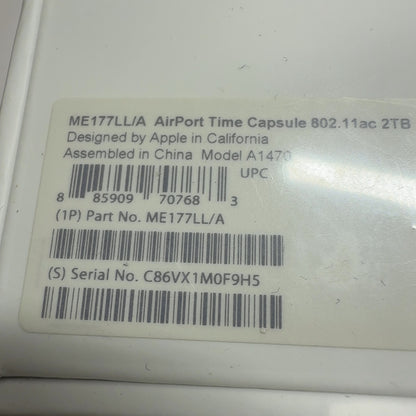 ME177LL/A AirPort Time Capsule 802.11ac 2TB
Designed by Apple in California
Assembled in China Model A1470
UPC
8 85909 70768 3
(1P) Part No. ME177LL/A
(S) Serial No. C86VX1M0F9H5